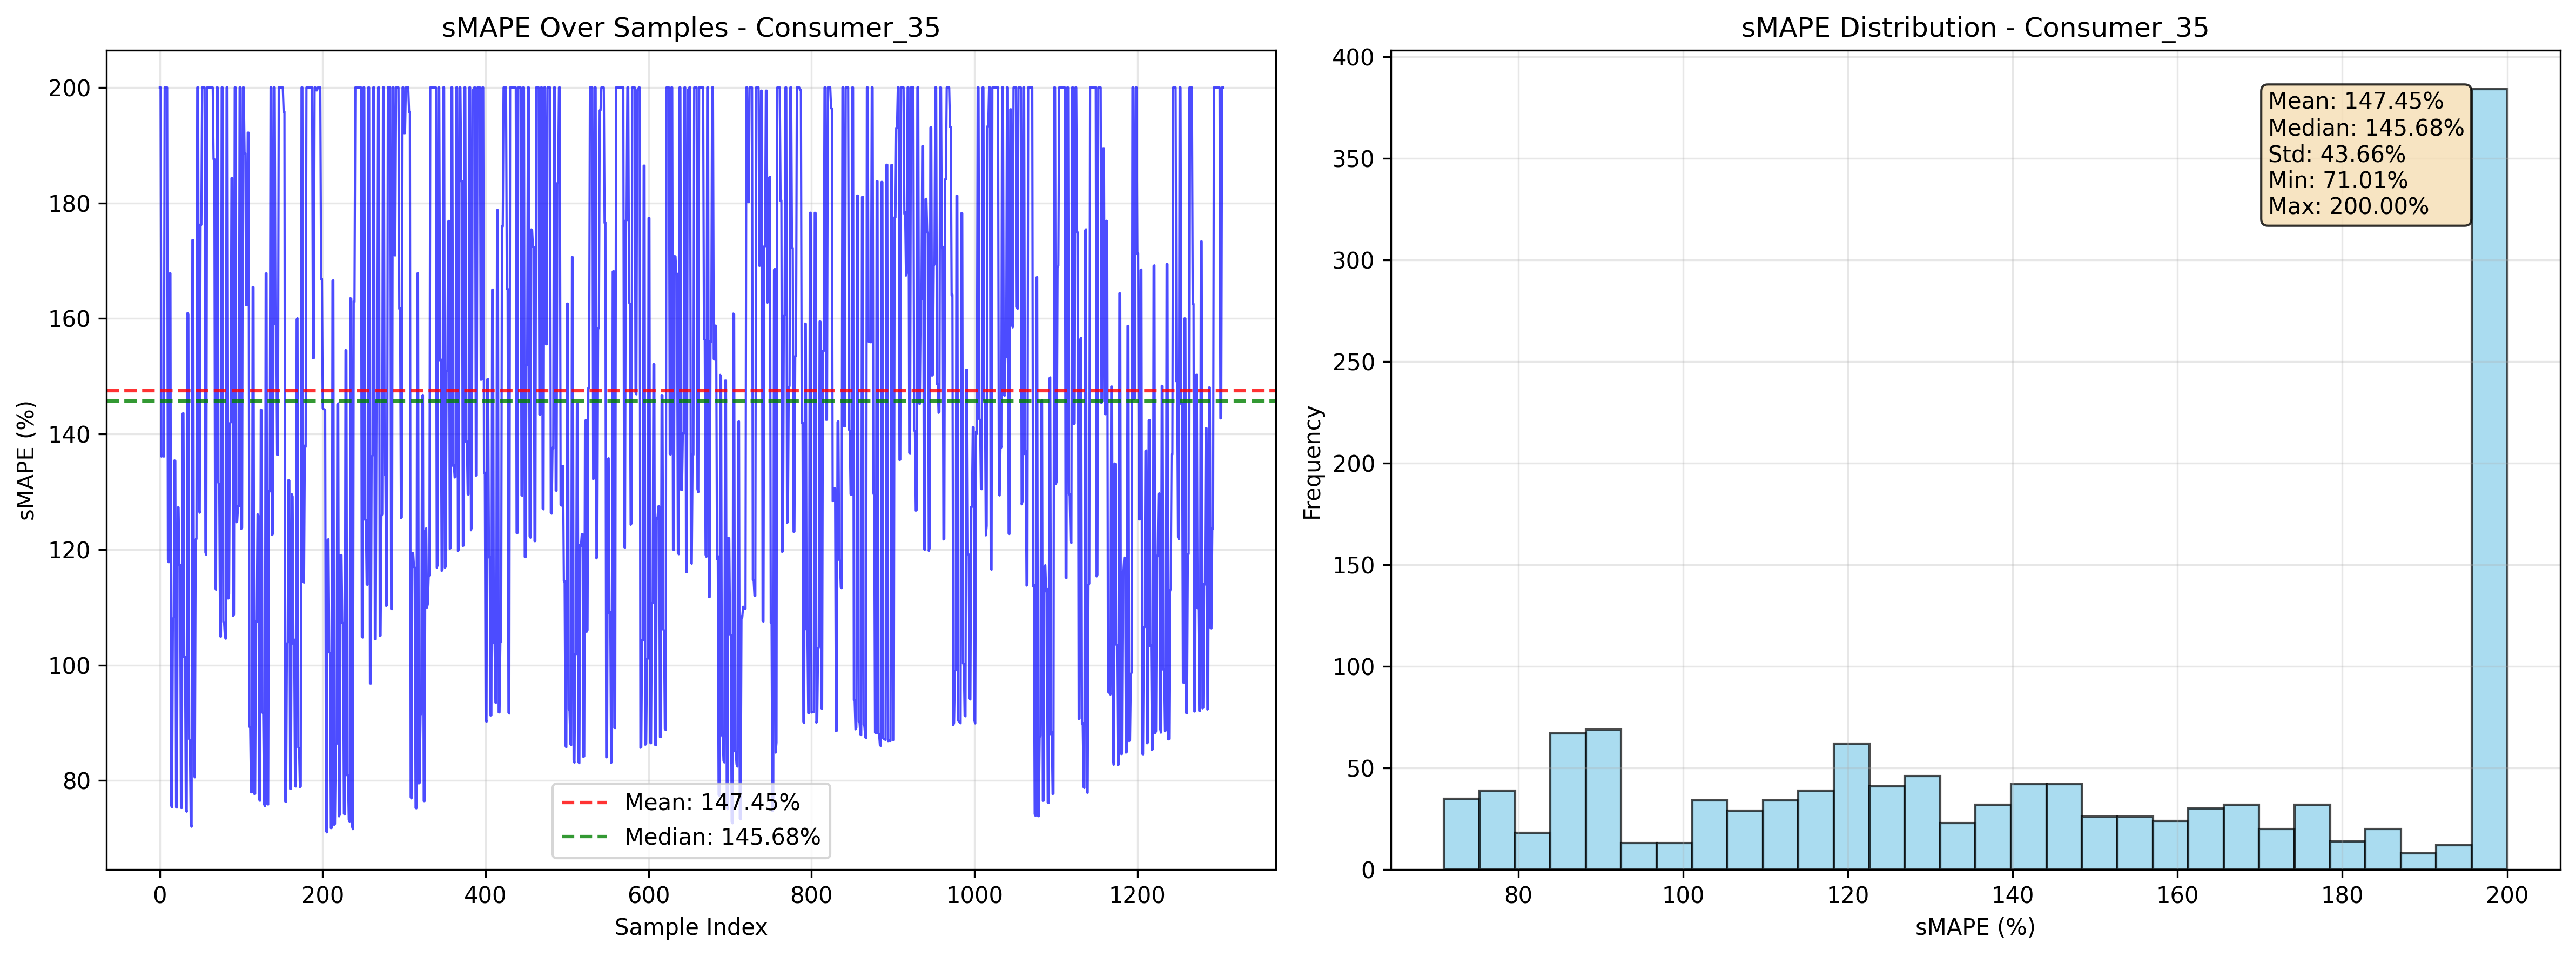 sMAPE Over Samples - Consumer_35
200
180
160
140
120
100
80
sMAPE (%)
0
200
400
600
800
1000
1200
Sample Index
Mean: 147.45%
Median: 145.68%
sMAPE Distribution - Consumer_35
400
350
300
250
200
150
100
50
0
Frequency
80
100
120
140
160
180
200
sMAPE (%)
Mean: 147.45%
Median: 145.68%
Std: 43.66%
Min: 71.01%
Max: 200.00%